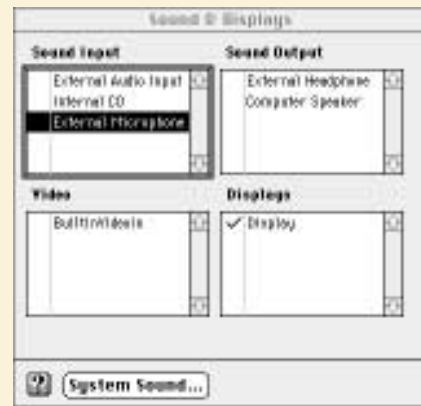 Sound & Displays
Sound Input
External Audio Input
Internal CD
External Microphone
Sound Output
External Headphone
Computer Speaker
Video
BuiltInVideoIn
Displays
✓ Display
?
System Sound...